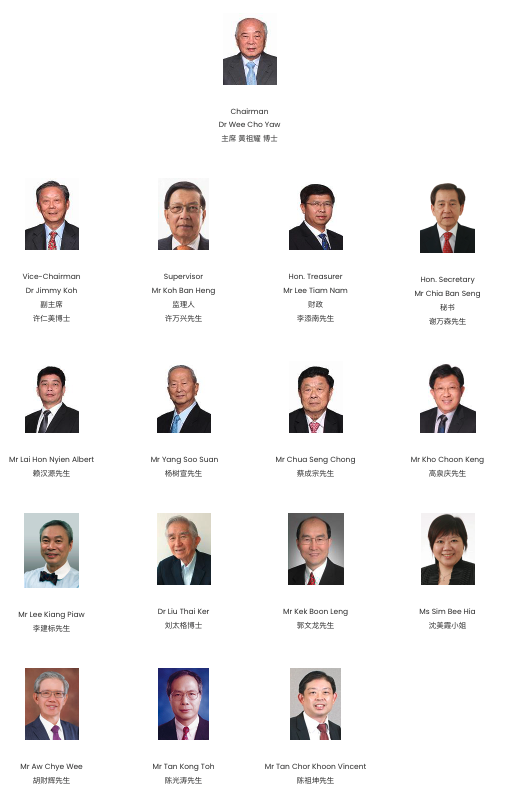 Chairman
Dr Wee Cho Yaw
主席 黄祖耀 博士
Vice-Chairman
Dr Jimmy Koh
副主席
许仁美博士
Supervisor
Mr Koh Ban Heng
监理人
许万兴先生
Hon. Treasurer
Mr Lee Tiam Nam
财政
李添南先生
Hon. Secretary
Mr Chia Ban Seng
秘书
谢万森先生
Mr Lai Hon Nyien Albert
赖汉源先生
Mr Yang Soo Suan
杨树宣先生
Mr Chua Seng Chong
蔡成宗先生
Mr Kho Choon Keng
高泉庆先生
Mr Lee Kiang Piaw
李建标先生
Dr Liu Thai Ker
刘太格博士
Mr Kek Boon Leng
郭文龙先生
Ms Sim Bee Hia
沈美霞小姐
Mr Aw Chye Wee
胡财辉先生
Mr Tan Kong Toh
陈光涛先生
Mr Tan Chor Khoon Vincent
陈祖坤先生